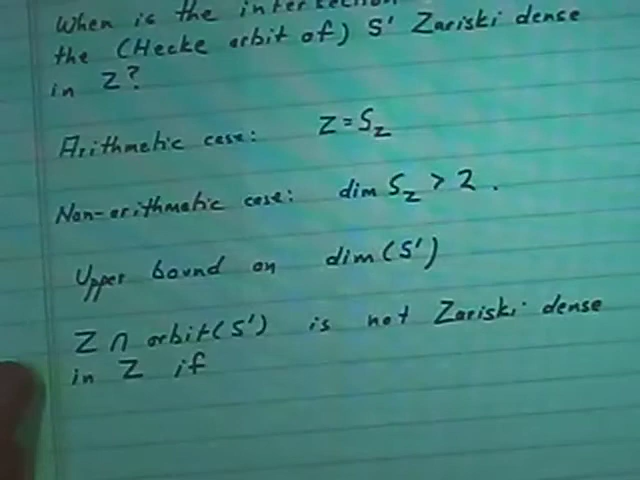 When is the intersection
the (Hecke orbit of) S' Zariski dense
in Z?
Arithmetic case: Z = S_Z
Non-arithmetic case: dim S_Z > 2.
Upper bound on dim(S')
Z ∩ orbit(S') is not Zariski dense
in Z if